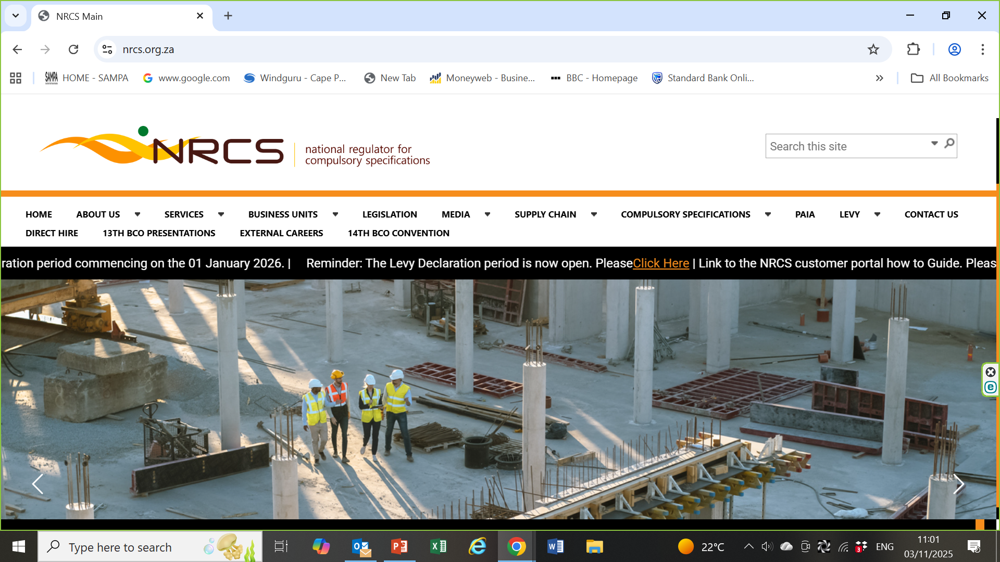 NRCS Main
nrcs.org.za
HOME - SAMPA www.google.com Windguru - Cape P... New Tab Moneyweb - Busine... BBC - Homepage Standard Bank Onli... » All Bookmarks
NRCS
national regulator for
compulsory specifications
Search this site
HOME ABOUT US SERVICES BUSINESS UNITS LEGISLATION MEDIA SUPPLY CHAIN COMPULSORY SPECIFICATIONS PAIA LEVY CONTACT US
DIRECT HIRE 13TH BCO PRESENTATIONS EXTERNAL CAREERS 14TH BCO CONVENTION
ration period commencing on the 01 January 2026. | Reminder: The Levy Declaration period is now open. PleaseClick Here | Link to the NRCS customer portal how to Guide. Pleas
Type here to search
22°C
3
ENG
11:01
03/11/2025